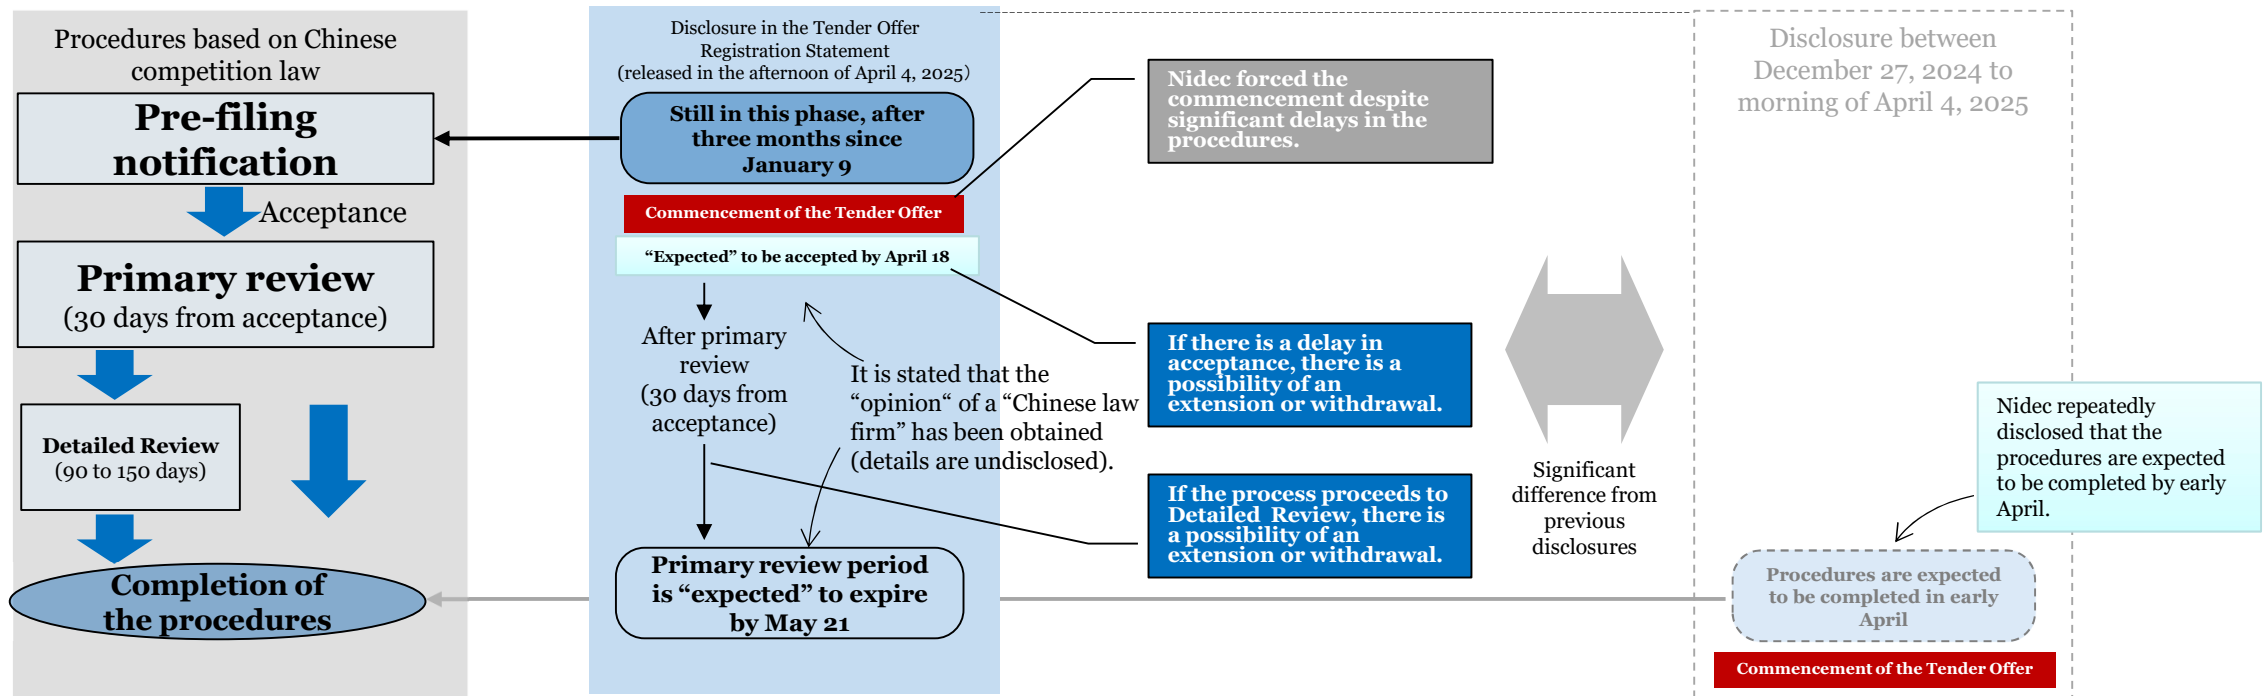 Procedures based on Chinese
competition law
Pre-filing
notification
Acceptance
Primary review
(30 days from acceptance)
Detailed Review
(90 to 150 days)
Completion of
the procedures
Disclosure in the Tender Offer
Registration Statement
(released in the afternoon of April 4, 2025)
Still in this phase, after
three months since
January 9
Commencement of the Tender Offer
“Expected” to be accepted by April 18
After primary
review
(30 days from
acceptance)
It is stated that the
“opinion“ of a “Chinese law
firm” has been obtained
(details are undisclosed).
Primary review period
is “expected” to expire
by May 21
Nidec forced the
commencement despite
significant delays in the
procedures.
If there is a delay in
acceptance, there is a
possibility of an
extension or withdrawal.
If the process proceeds to
Detailed Review, there is
a possibility of an
extension or withdrawal.
Significant
difference from
previous
disclosures
Disclosure between
December 27, 2024 to
morning of April 4, 2025
Nidec repeatedly
disclosed that the
procedures are expected
to be completed by early
April.
Procedures are expected
to be completed in early
April
Commencement of the Tender Offer